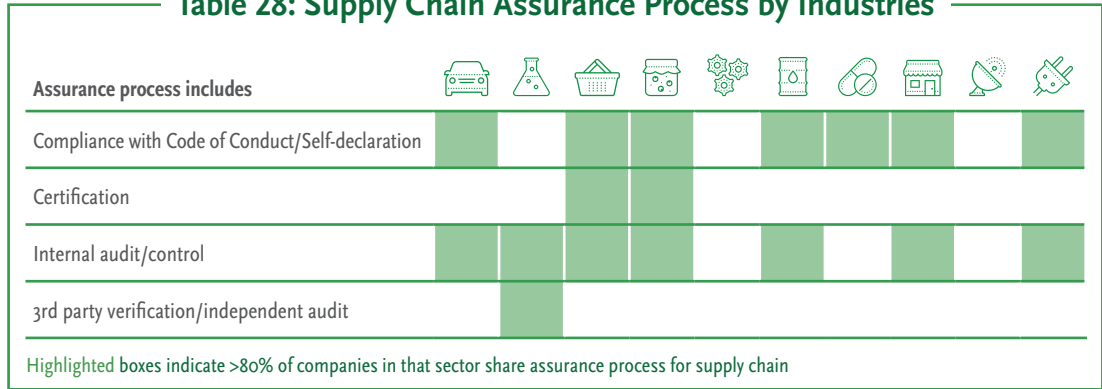 Table 28: Supply Chain Assurance Process by Industries
Assurance process includes
Compliance with Code of Conduct/Self-declaration
Certification
Internal audit/control
3rd party verification/independent audit
Highlighted boxes indicate >80% of companies in that sector share assurance process for supply chain